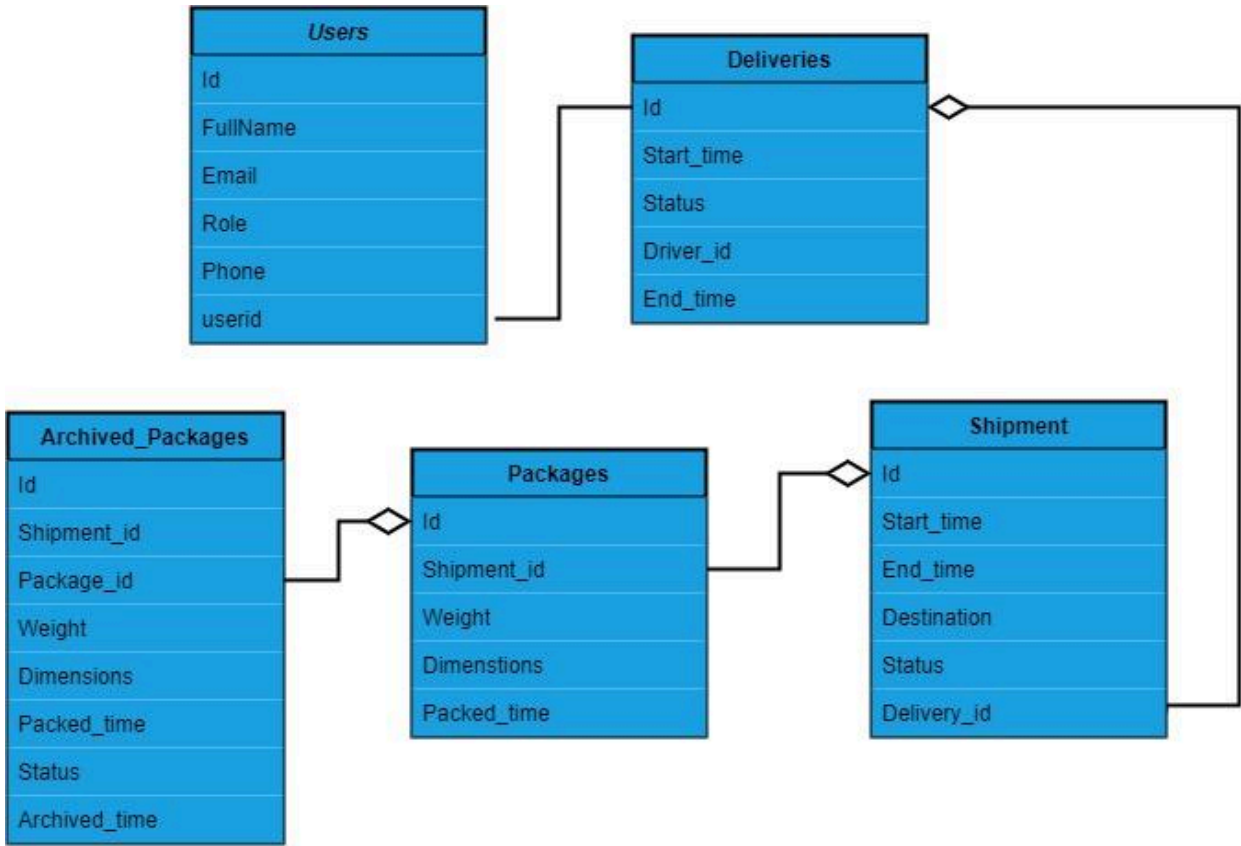 Users
Id
FullName
Email
Role
Phone
userid
Deliveries
Id
Start_time
Status
Driver_id
End_time
Archived_Packages
Id
Shipment_id
Package_id
Weight
Dimensions
Packed_time
Status
Archived_time
Packages
Id
Shipment_id
Weight
Dimenstions
Packed_time
Shipment
Id
Start_time
End_time
Destination
Status
Delivery_id